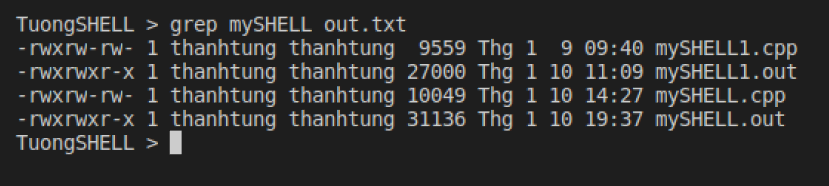 TuongSHELL > grep mySHELL out.txt
-rwxrw-rw- 1 thanhtung thanhtung  9559 Thg 1  9 09:40 mySHELL1.cpp
-rwxrwxr-x 1 thanhtung thanhtung 27000 Thg 1 10 11:09 mySHELL1.out
-rwxrw-rw- 1 thanhtung thanhtung 10049 Thg 1 10 14:27 mySHELL.cpp
-rwxrwxr-x 1 thanhtung thanhtung 31136 Thg 1 10 19:37 mySHELL.out
TuongSHELL >